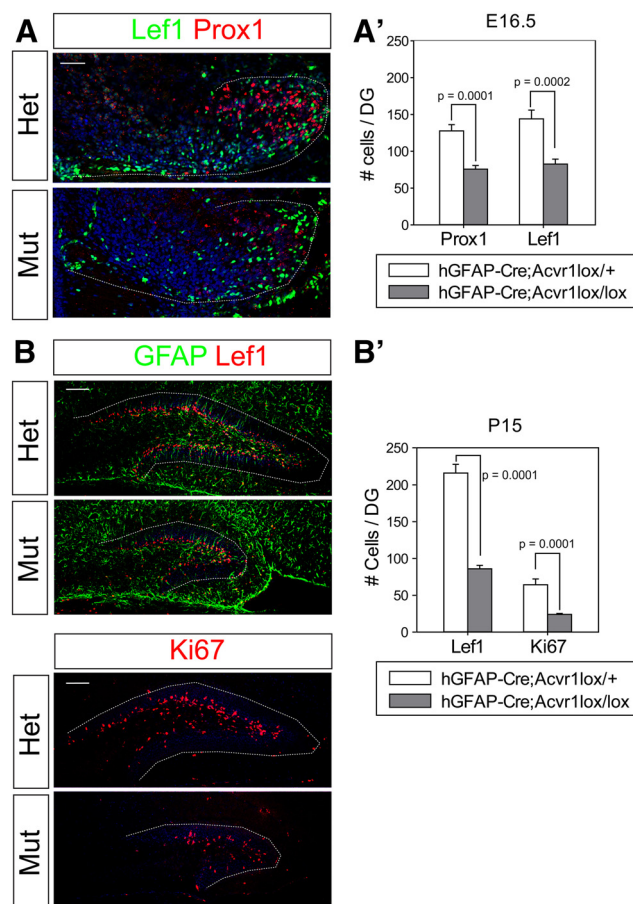 A
Lef1 Prox1
Het
Mut
A'
E16.5
# cells / DG
250
200
150
100
50
0
p = 0.0001
p = 0.0002
Prox1
Lef1
hGFAP-Cre;Acvr1lox/+
hGFAP-Cre;Acvr1lox/lox
B
GFAP Lef1
Het
Mut
Ki67
Het
Mut
B'
P15
# Cells / DG
250
200
150
100
50
0
p = 0.0001
p = 0.0001
Lef1
Ki67
hGFAP-Cre;Acvr1lox/+
hGFAP-Cre;Acvr1lox/lox